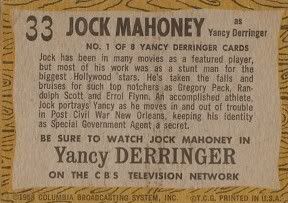 33 JOCK MAHONEY as
Yancy Derringer
NO. 1 OF 8 YANCY DERRINGER CARDS
Jock has been in many movies as a featured player,
but most of his work was as a stunt man for the
biggest Hollywood stars. He's taken the falls and
bruises for such top notchers as Gregory Peck, Ran-
dolph Scott and Errol Flynn. An accomplished athlete,
Jock portrays Yancy as he moves in and out of trouble
in Post Civil War New Orleans, keeping his identity
as Special Government Agent a secret.
BE SURE TO WATCH JOCK MAHONEY IN
Yancy DERRINGER
ON THE CBS TELEVISION NETWORK
©1958 COLUMBIA BROADCASTING SYSTEM, INC. ©T.C.G. PRINTED IN U.S.A.